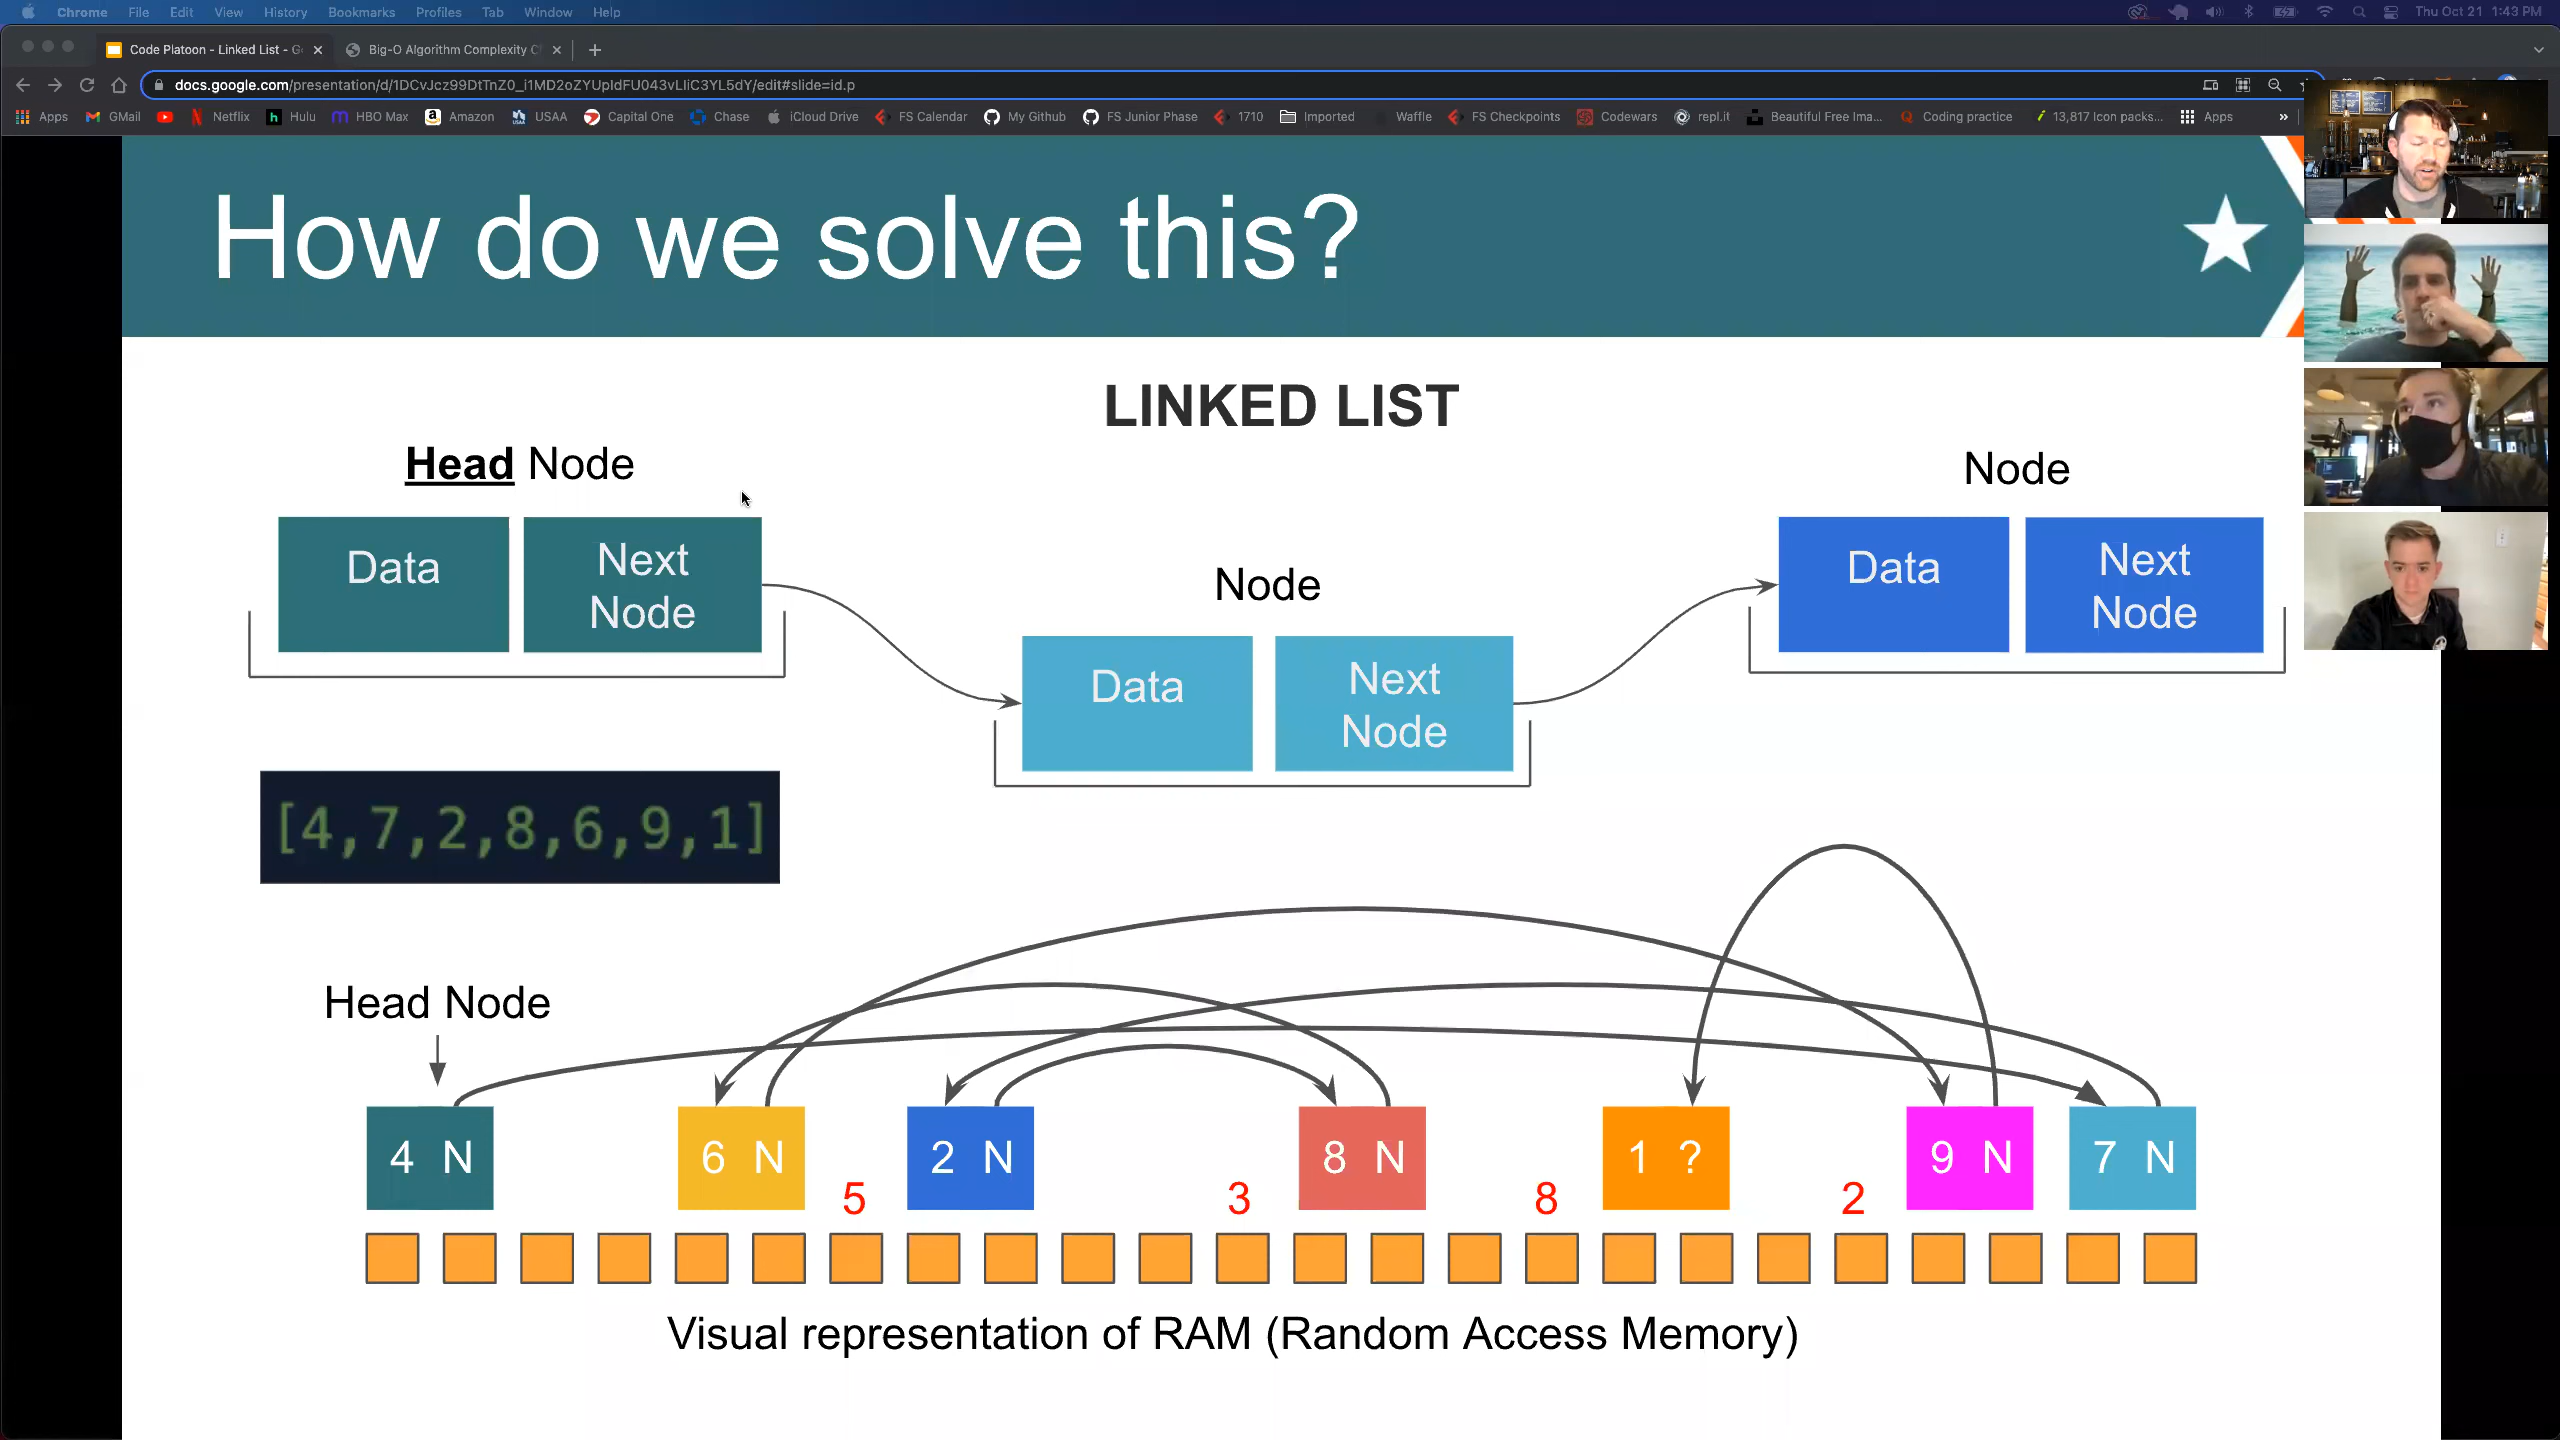 Chrome File Edit View History Bookmarks Profiles Tab Window Help
Thu Oct 21 1:43 PM
Code Platoon - Linked List - G
Big-O Algorithm Complexity C
docs.google.com/presentation/d/1DCvJcz99DtTnZ0_i1MD2oZYUpIdFU043vLIiC3YL5dY/edit#slide=id.p
Apps GMail Netflix Hulu HBO Max Amazon USAA Capital One Chase iCloud Drive FS Calendar My Github FS Junior Phase 1710 Imported Waffle FS Checkpoints Codewars repl.it Beautiful Free Ima... Coding practice 13,817 Icon packs... Apps »
How do we solve this?
LINKED LIST
Head Node
Data
Next
Node
Node
Data
Next
Node
Node
Data
Next
Node
[4,7,2,8,6,9,1]
Head Node
4 N
6 N
2 N
8 N
1 ?
9 N
7 N
5
3
8
2
Visual representation of RAM (Random Access Memory)